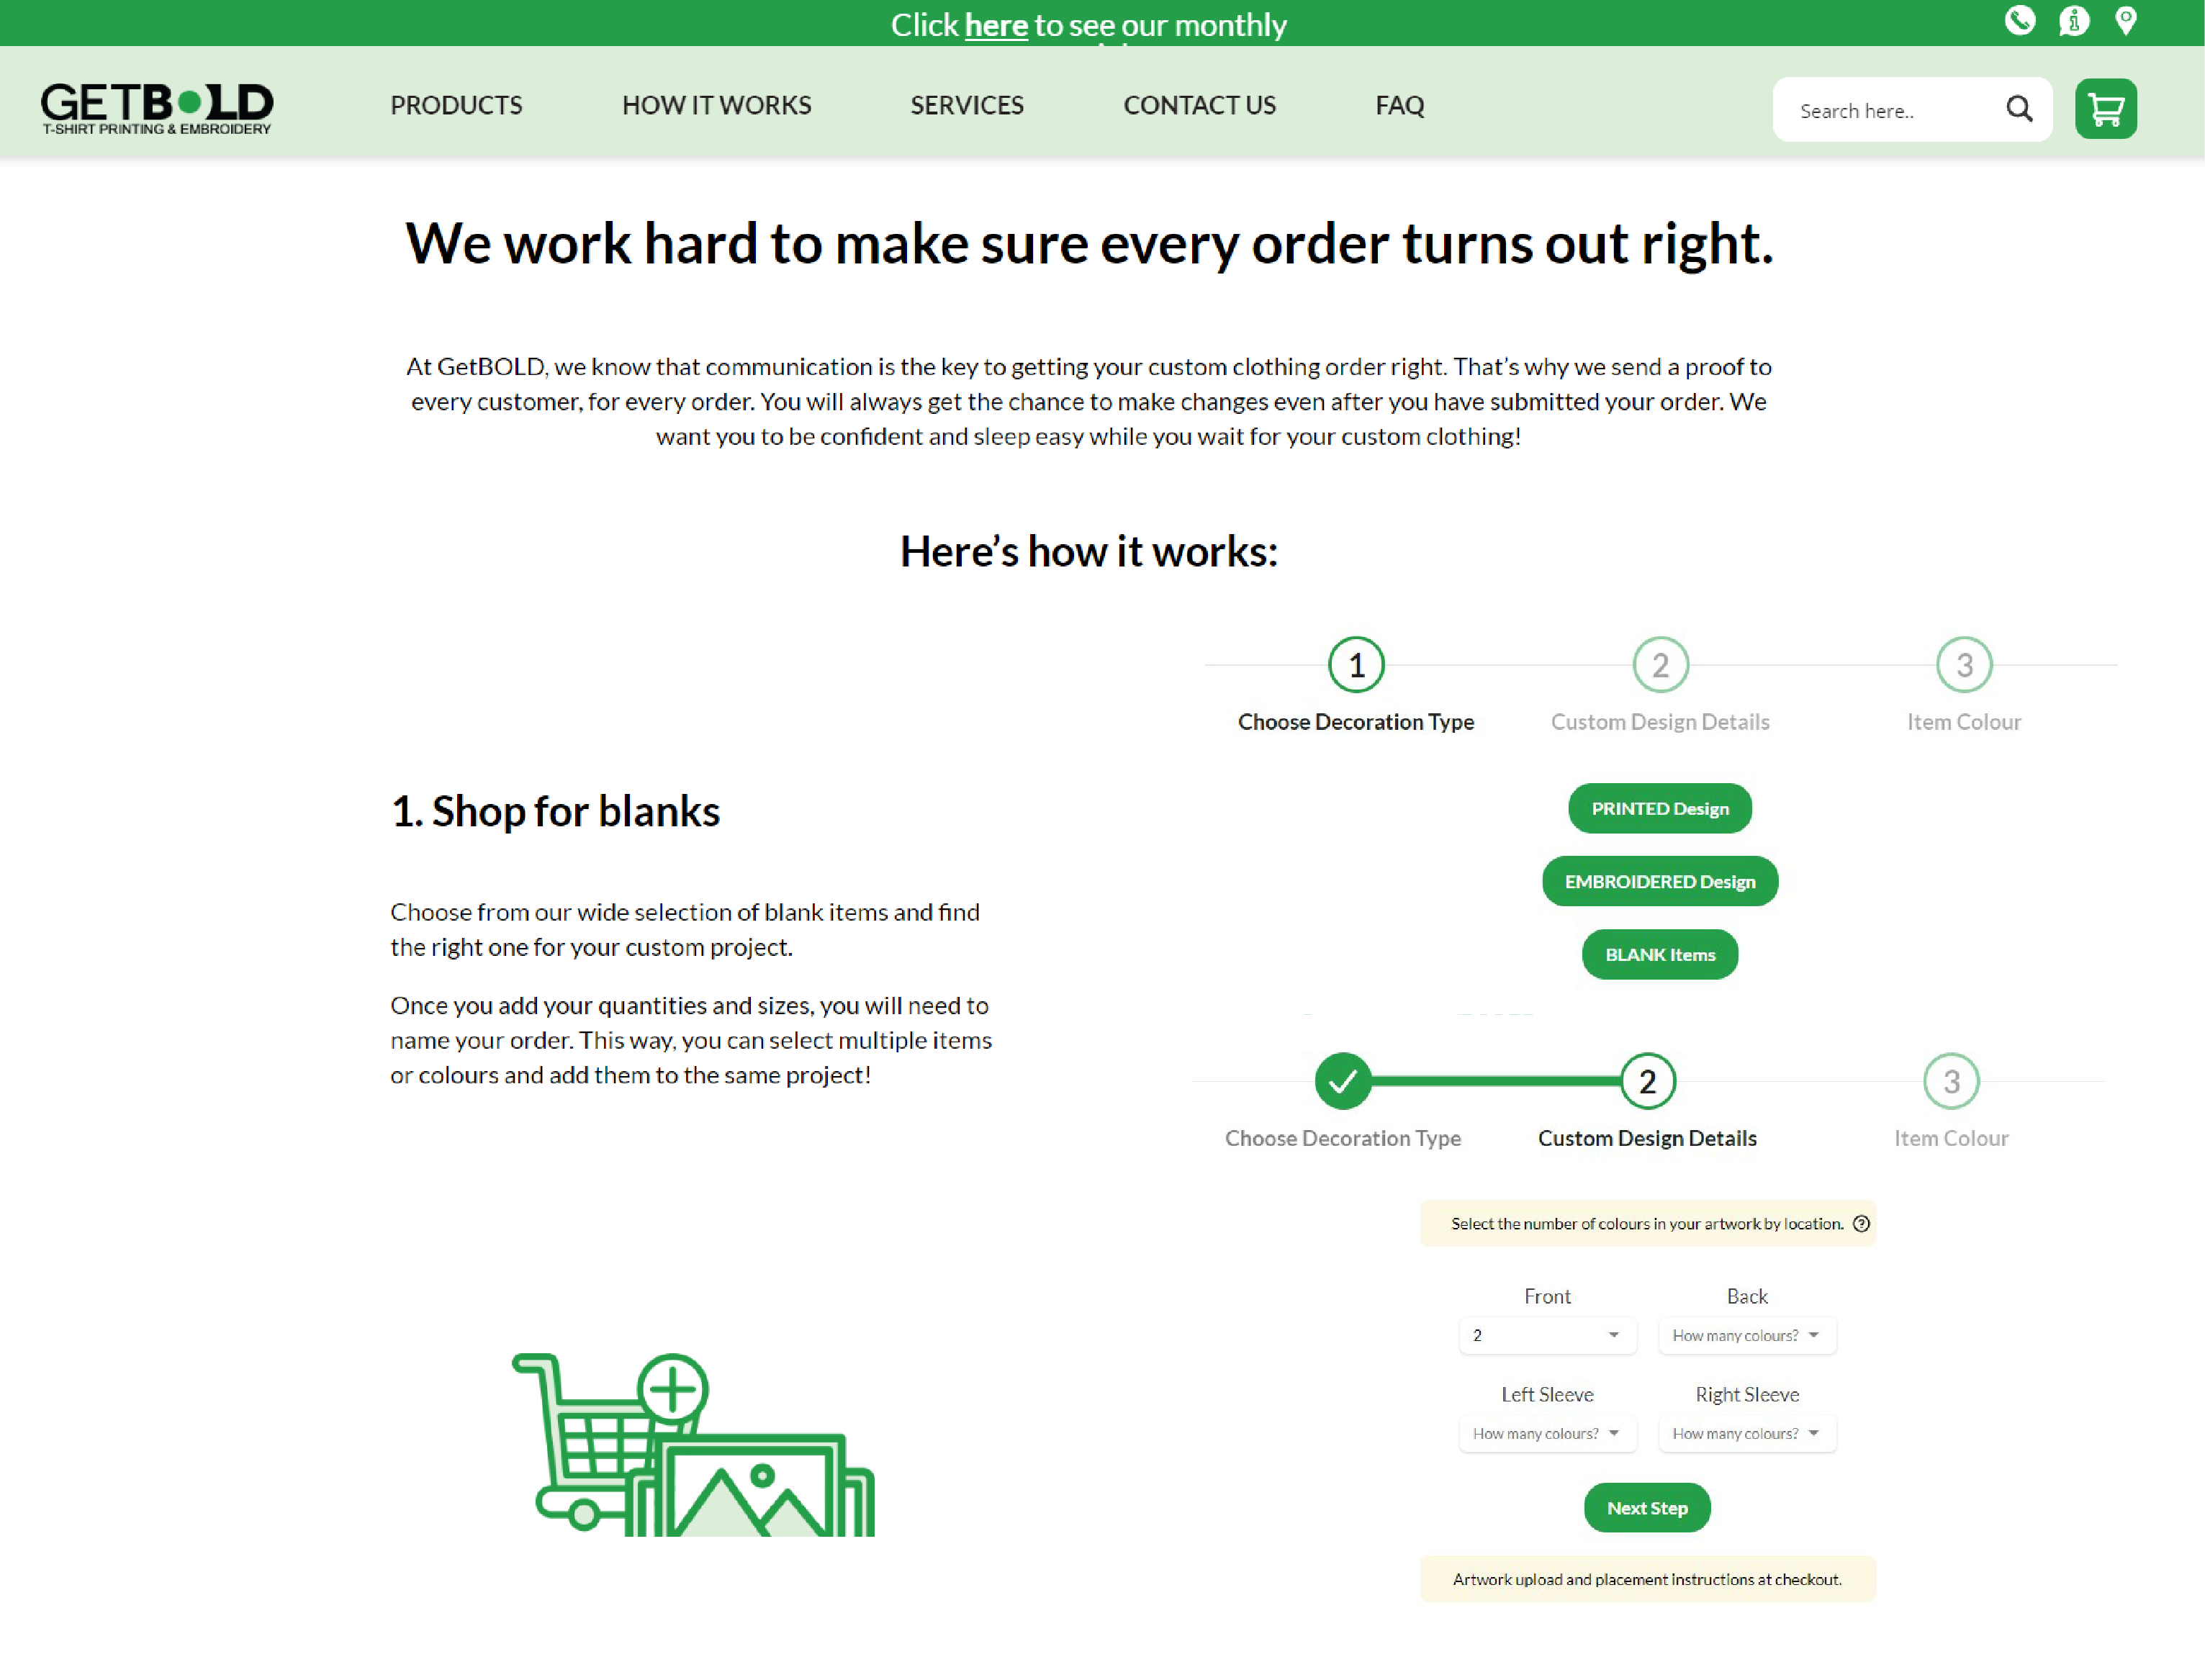 Click here to see our monthly
GETBOLD
T-SHIRT PRINTING & EMBROIDERY
PRODUCTS
HOW IT WORKS
SERVICES
CONTACT US
FAQ
Search here..
We work hard to make sure every order turns out right.
At GetBOLD, we know that communication is the key to getting your custom clothing order right. That’s why we send a proof to
every customer, for every order. You will always get the chance to make changes even after you have submitted your order. We
want you to be confident and sleep easy while you wait for your custom clothing!
Here’s how it works:
1. Shop for blanks
Choose from our wide selection of blank items and find
the right one for your custom project.
Once you add your quantities and sizes, you will need to
name your order. This way, you can select multiple items
or colours and add them to the same project!
1
2
3
Choose Decoration Type
Custom Design Details
Item Colour
PRINTED Design
EMBROIDERED Design
BLANK Items
2
3
Choose Decoration Type
Custom Design Details
Item Colour
Select the number of colours in your artwork by location. ?
Front
Back
2
How many colours?
Left Sleeve
Right Sleeve
How many colours?
How many colours?
Next Step
Artwork upload and placement instructions at checkout.